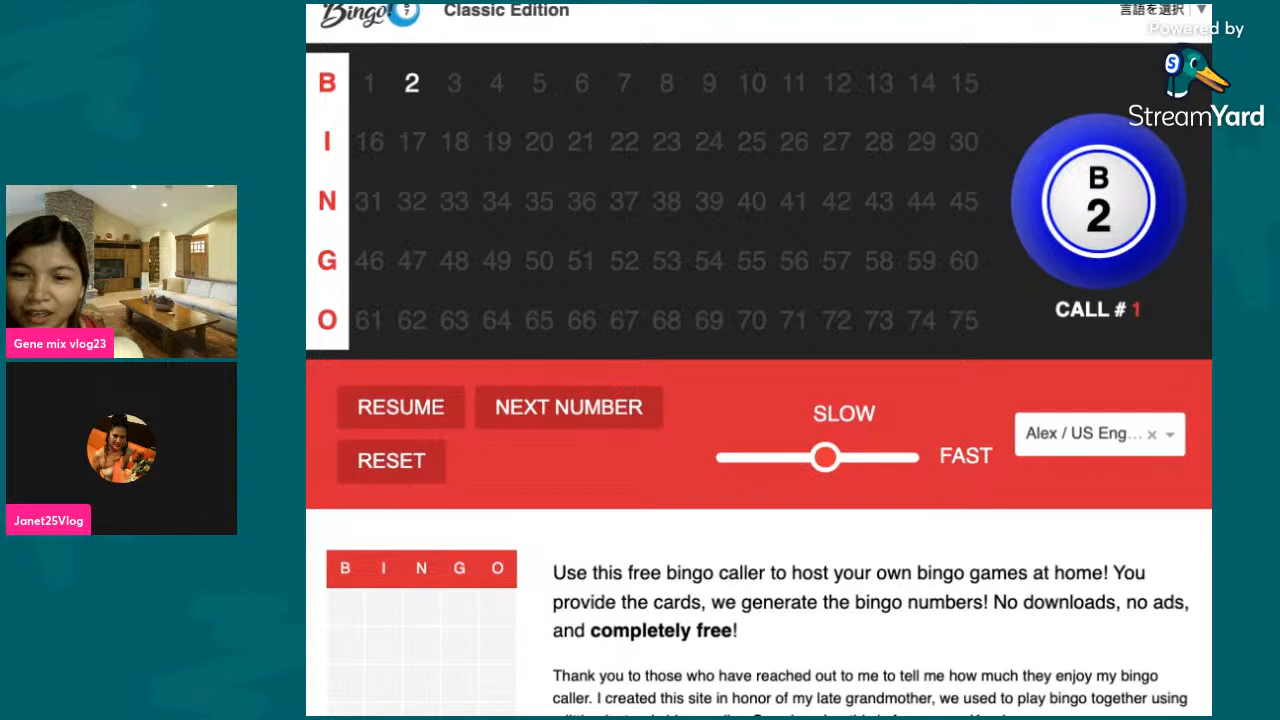 Bingo!
Classic Edition
言語を選択 ▼
Powered by
StreamYard
B 1 2 3 4 5 6 7 8 9 10 11 12 13 14 15
I 16 17 18 19 20 21 22 23 24 25 26 27 28 29 30
N 31 32 33 34 35 36 37 38 39 40 41 42 43 44 45
G 46 47 48 49 50 51 52 53 54 55 56 57 58 59 60
O 61 62 63 64 65 66 67 68 69 70 71 72 73 74 75
B
2
CALL # 1
Gene mix vlog23
Janet25Vlog
RESUME
NEXT NUMBER
RESET
SLOW
FAST
Alex / US Eng...
B I N G O
Use this free bingo caller to host your own bingo games at home! You
provide the cards, we generate the bingo numbers! No downloads, no ads,
and completely free!
Thank you to those who have reached out to me to tell me how much they enjoy my bingo
caller. I created this site in honor of my late grandmother, we used to play bingo together using